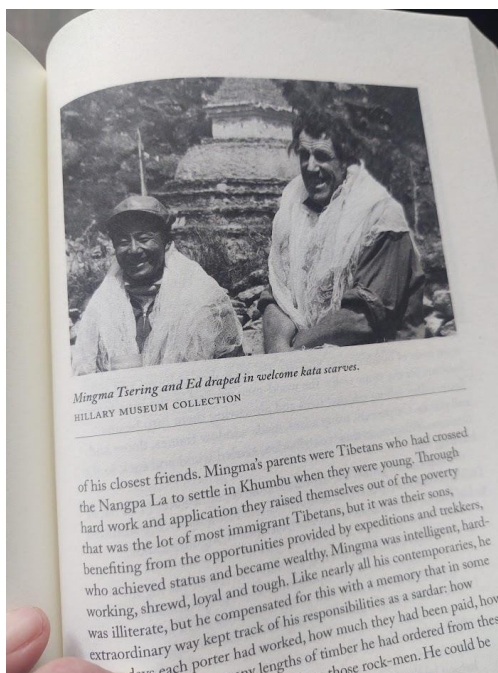 Mingma Tsering and Ed draped in welcome kata scarves.
HILLARY MUSEUM COLLECTION
of his closest friends. Mingma's parents were Tibetans who had crossed
the Nangpa La to settle in Khumbu when they were young. Through
hard work and application they raised themselves out of the poverty
that was the lot of most immigrant Tibetans, but it was their sons,
benefiting from the opportunities provided by expeditions and trekkers,
who achieved status and became wealthy. Mingma was intelligent, hard-
working, shrewd, loyal and tough. Like nearly all his contemporaries, he
was illiterate, but he compensated for this with a memory that in some
extraordinary way kept track of his responsibilities as a sardar: how
each porter had worked, how much they had been paid, how
lengths of timber he had ordered from
those rock-men. He could be